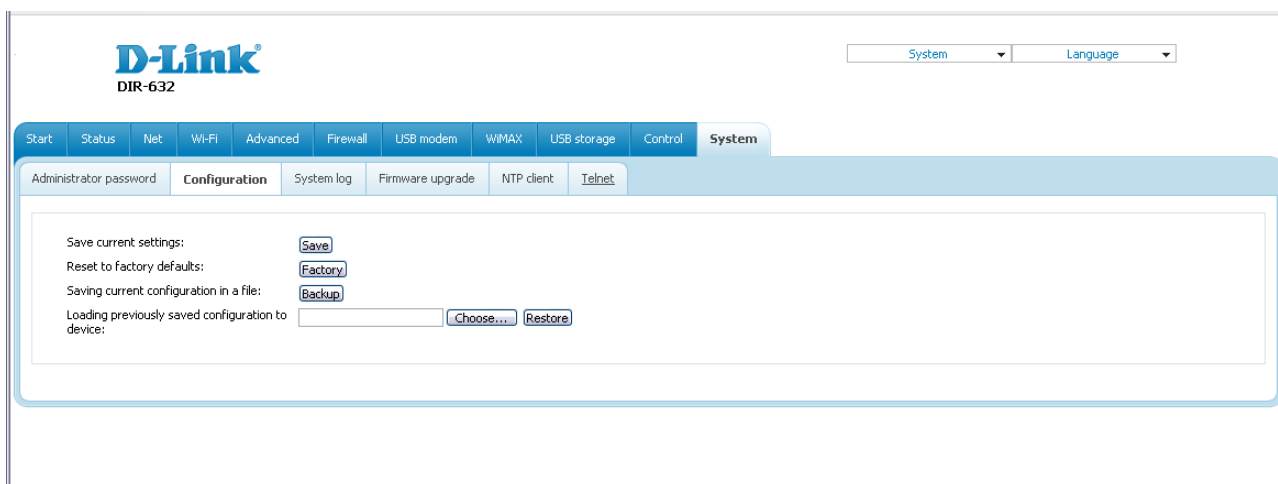 D-Link®
DIR-632
System Language
Start Status Net Wi-Fi Advanced Firewall USB modem WiMAX USB storage Control System
Administrator password Configuration System log Firmware upgrade NTP client Telnet
Save current settings: Save
Reset to factory defaults: Factory
Saving current configuration in a file: Backup
Loading previously saved configuration to Choose... Restore
device: